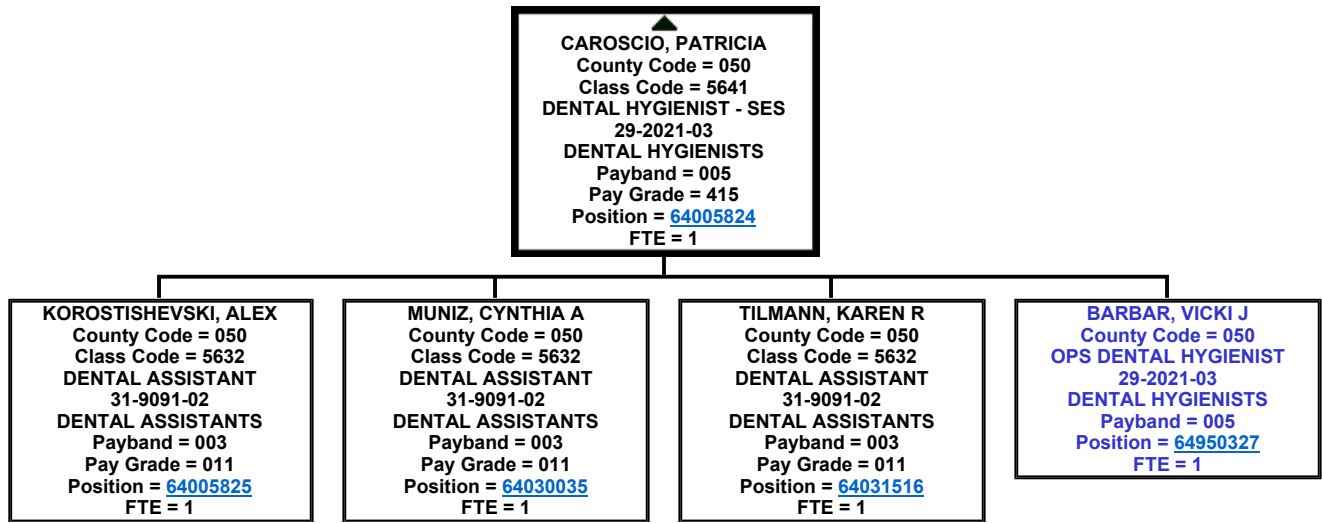 CAROSCIO, PATRICIA
County Code = 050
Class Code = 5641
DENTAL HYGIENIST - SES
29-2021-03
DENTAL HYGIENISTS
Payband = 005
Pay Grade = 415
Position = 64005824
FTE = 1
KOROSTISHEVSKI, ALEX
County Code = 050
Class Code = 5632
DENTAL ASSISTANT
31-9091-02
DENTAL ASSISTANTS
Payband = 003
Pay Grade = 011
Position = 64005825
FTE = 1
MUNIZ, CYNTHIA A
County Code = 050
Class Code = 5632
DENTAL ASSISTANT
31-9091-02
DENTAL ASSISTANTS
Payband = 003
Pay Grade = 011
Position = 64030035
FTE = 1
TILMANN, KAREN R
County Code = 050
Class Code = 5632
DENTAL ASSISTANT
31-9091-02
DENTAL ASSISTANTS
Payband = 003
Pay Grade = 011
Position = 64031516
FTE = 1
BARBAR, VICKI J
County Code = 050
OPS DENTAL HYGIENIST
29-2021-03
DENTAL HYGIENISTS
Payband = 005
Position = 64950327
FTE = 1